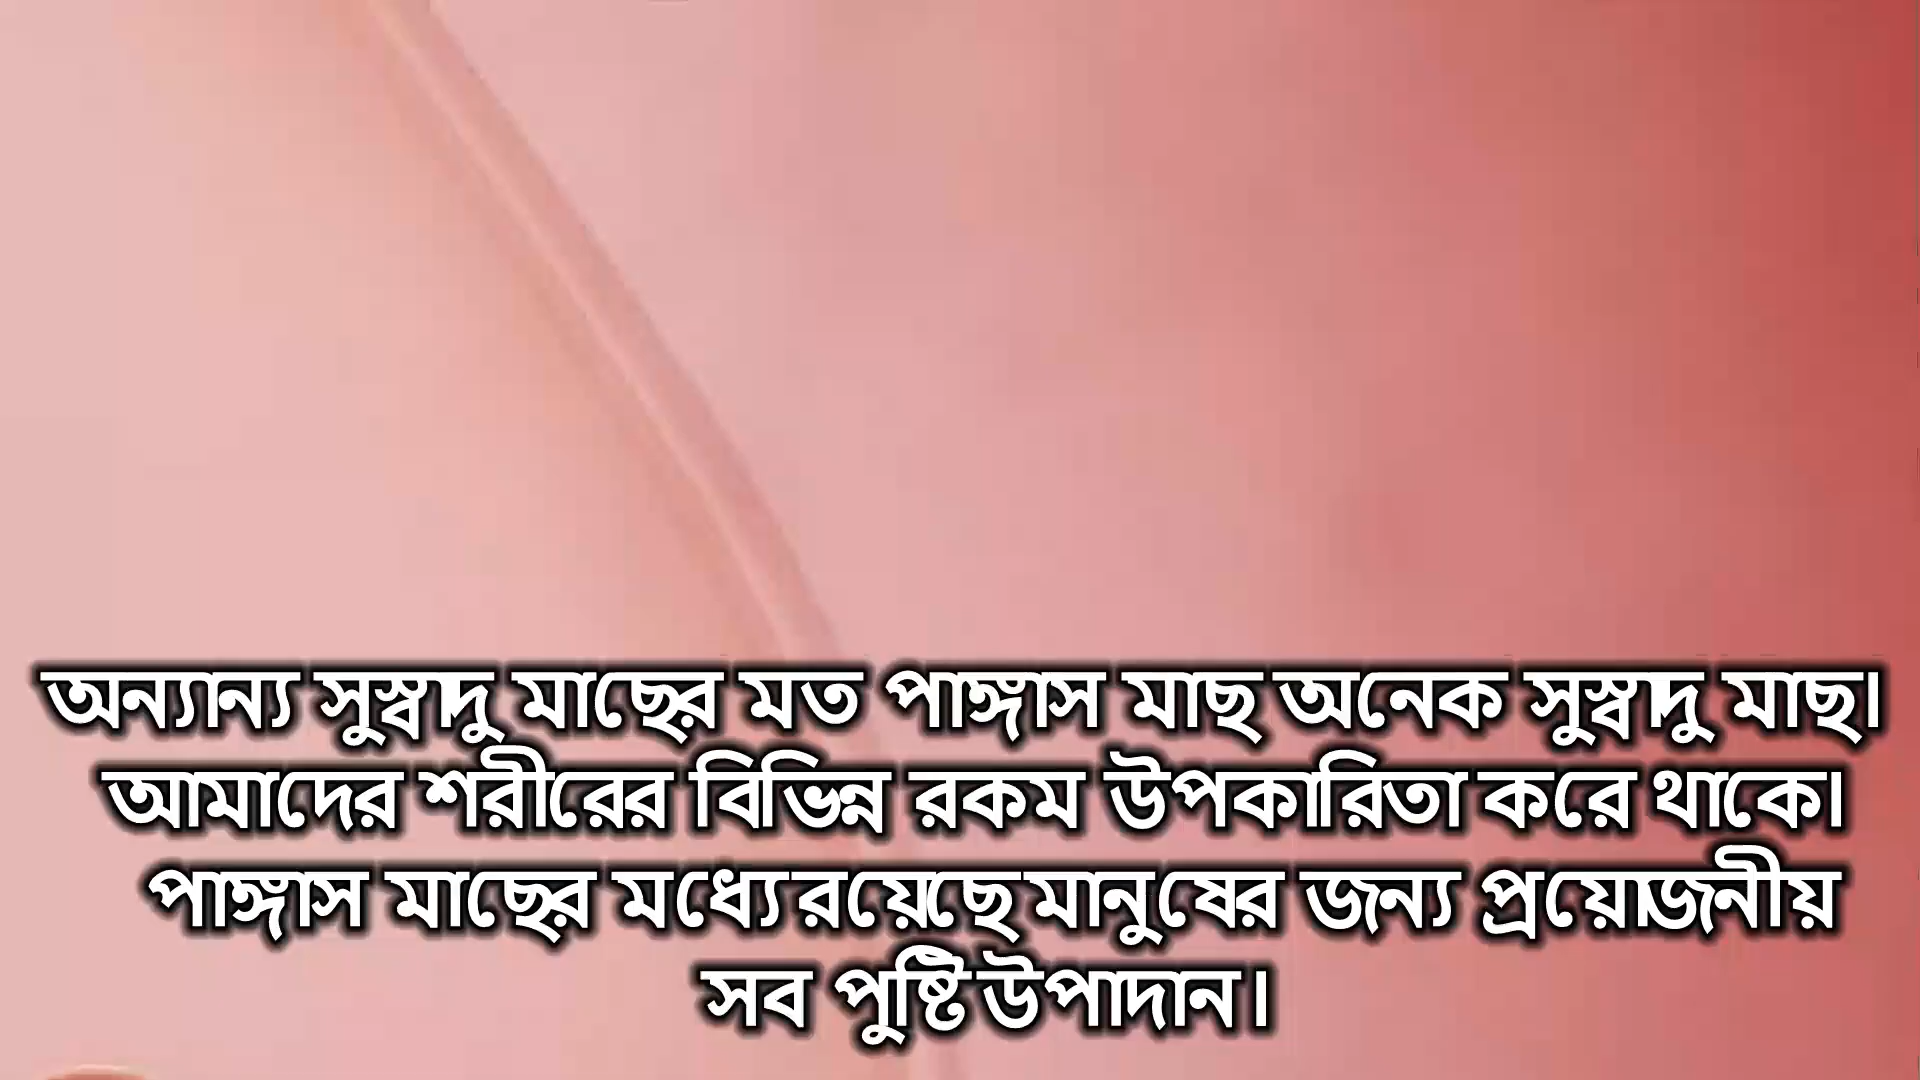 অন্যান্য সুস্বাদু মাছের মত পাঙ্গাস মাছ অনেক সুস্বাদু মাছ।
আমাদের শরীরের বিভিন্ন রকম উপকারিতা করে থাকে।
পাঙ্গাস মাছের মধ্যে রয়েছে মানুষের জন্য প্রয়োজনীয়
সব পুষ্টি উপাদান।